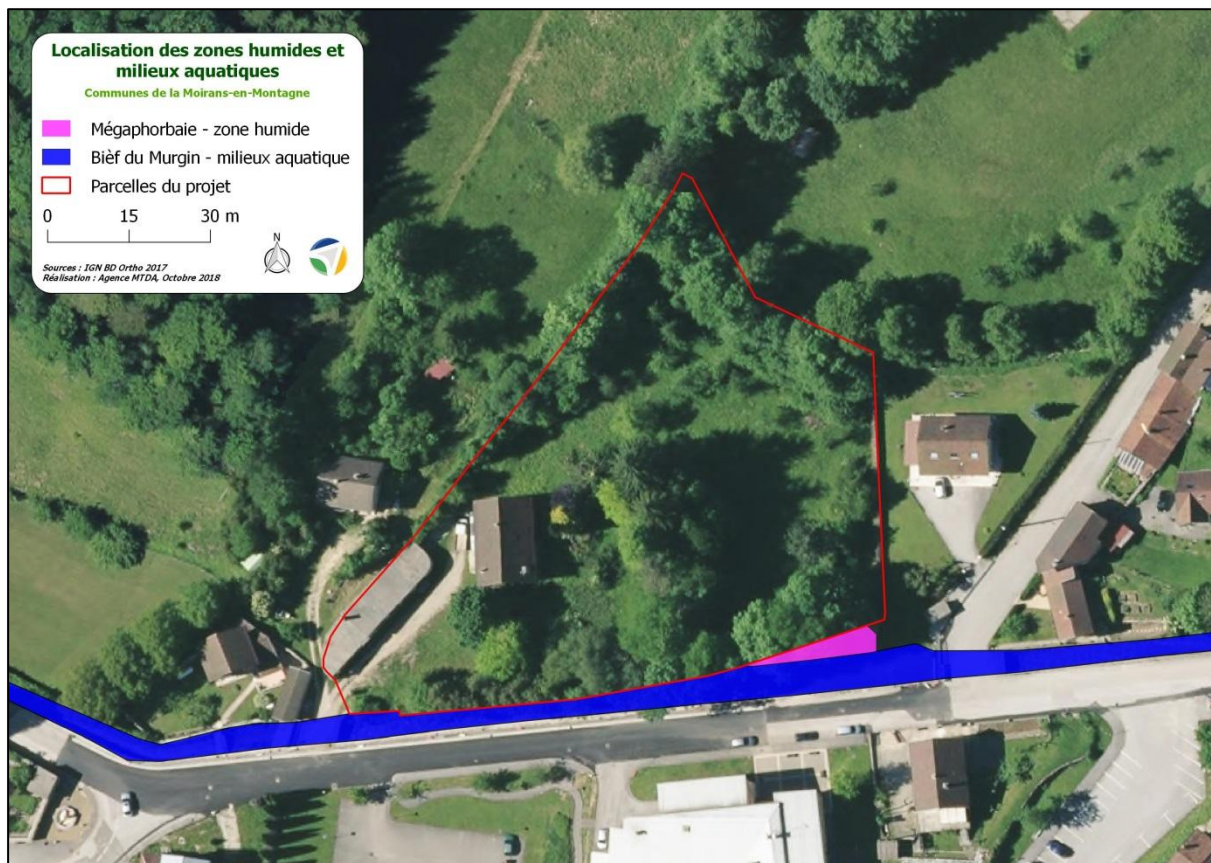 Localisation des zones humides et
milieux aquatiques
Communes de la Moirans-en-Montagne
Mégaphorbaie - zone humide
Bièf du Murgin - milieux aquatique
Parcelles du projet
0 15 30 m
Sources : IGN BD Ortho 2017
Réalisation : Agence MTDA, Octobre 2018